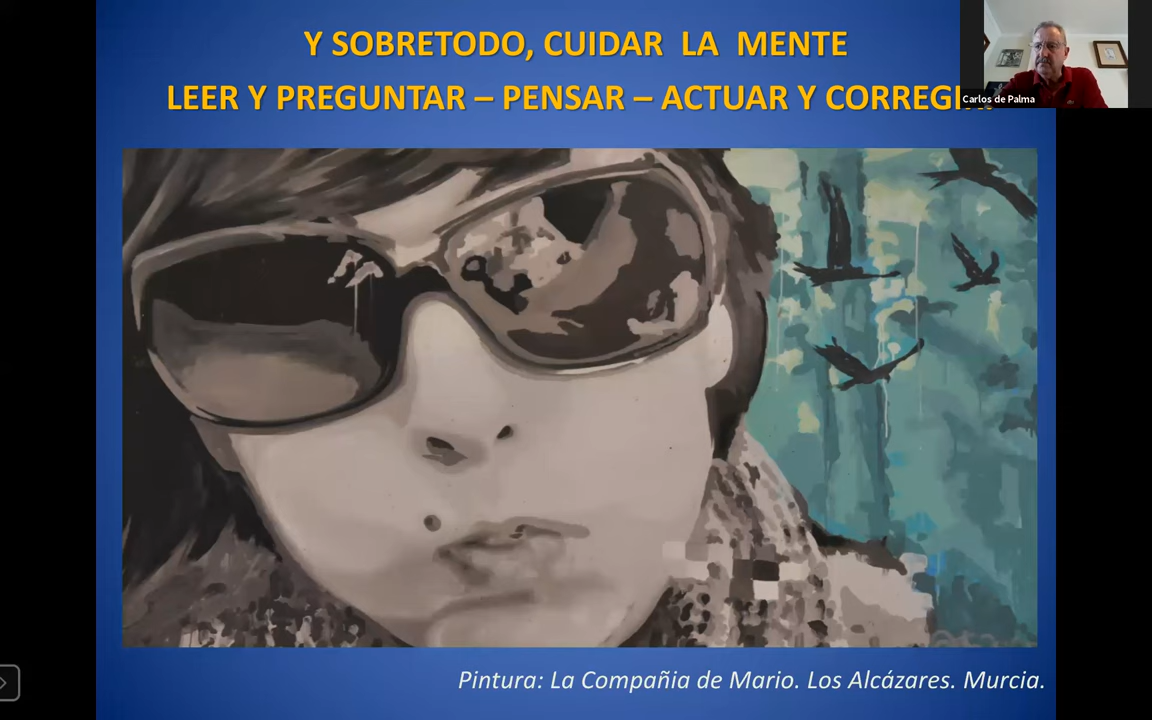 Y SOBRETODO, CUIDAR LA MENTE
LEER Y PREGUNTAR – PENSAR – ACTUAR Y
Carlos de Palma
Pintura: La Compañia de Mario. Los Alcázares. Murcia.